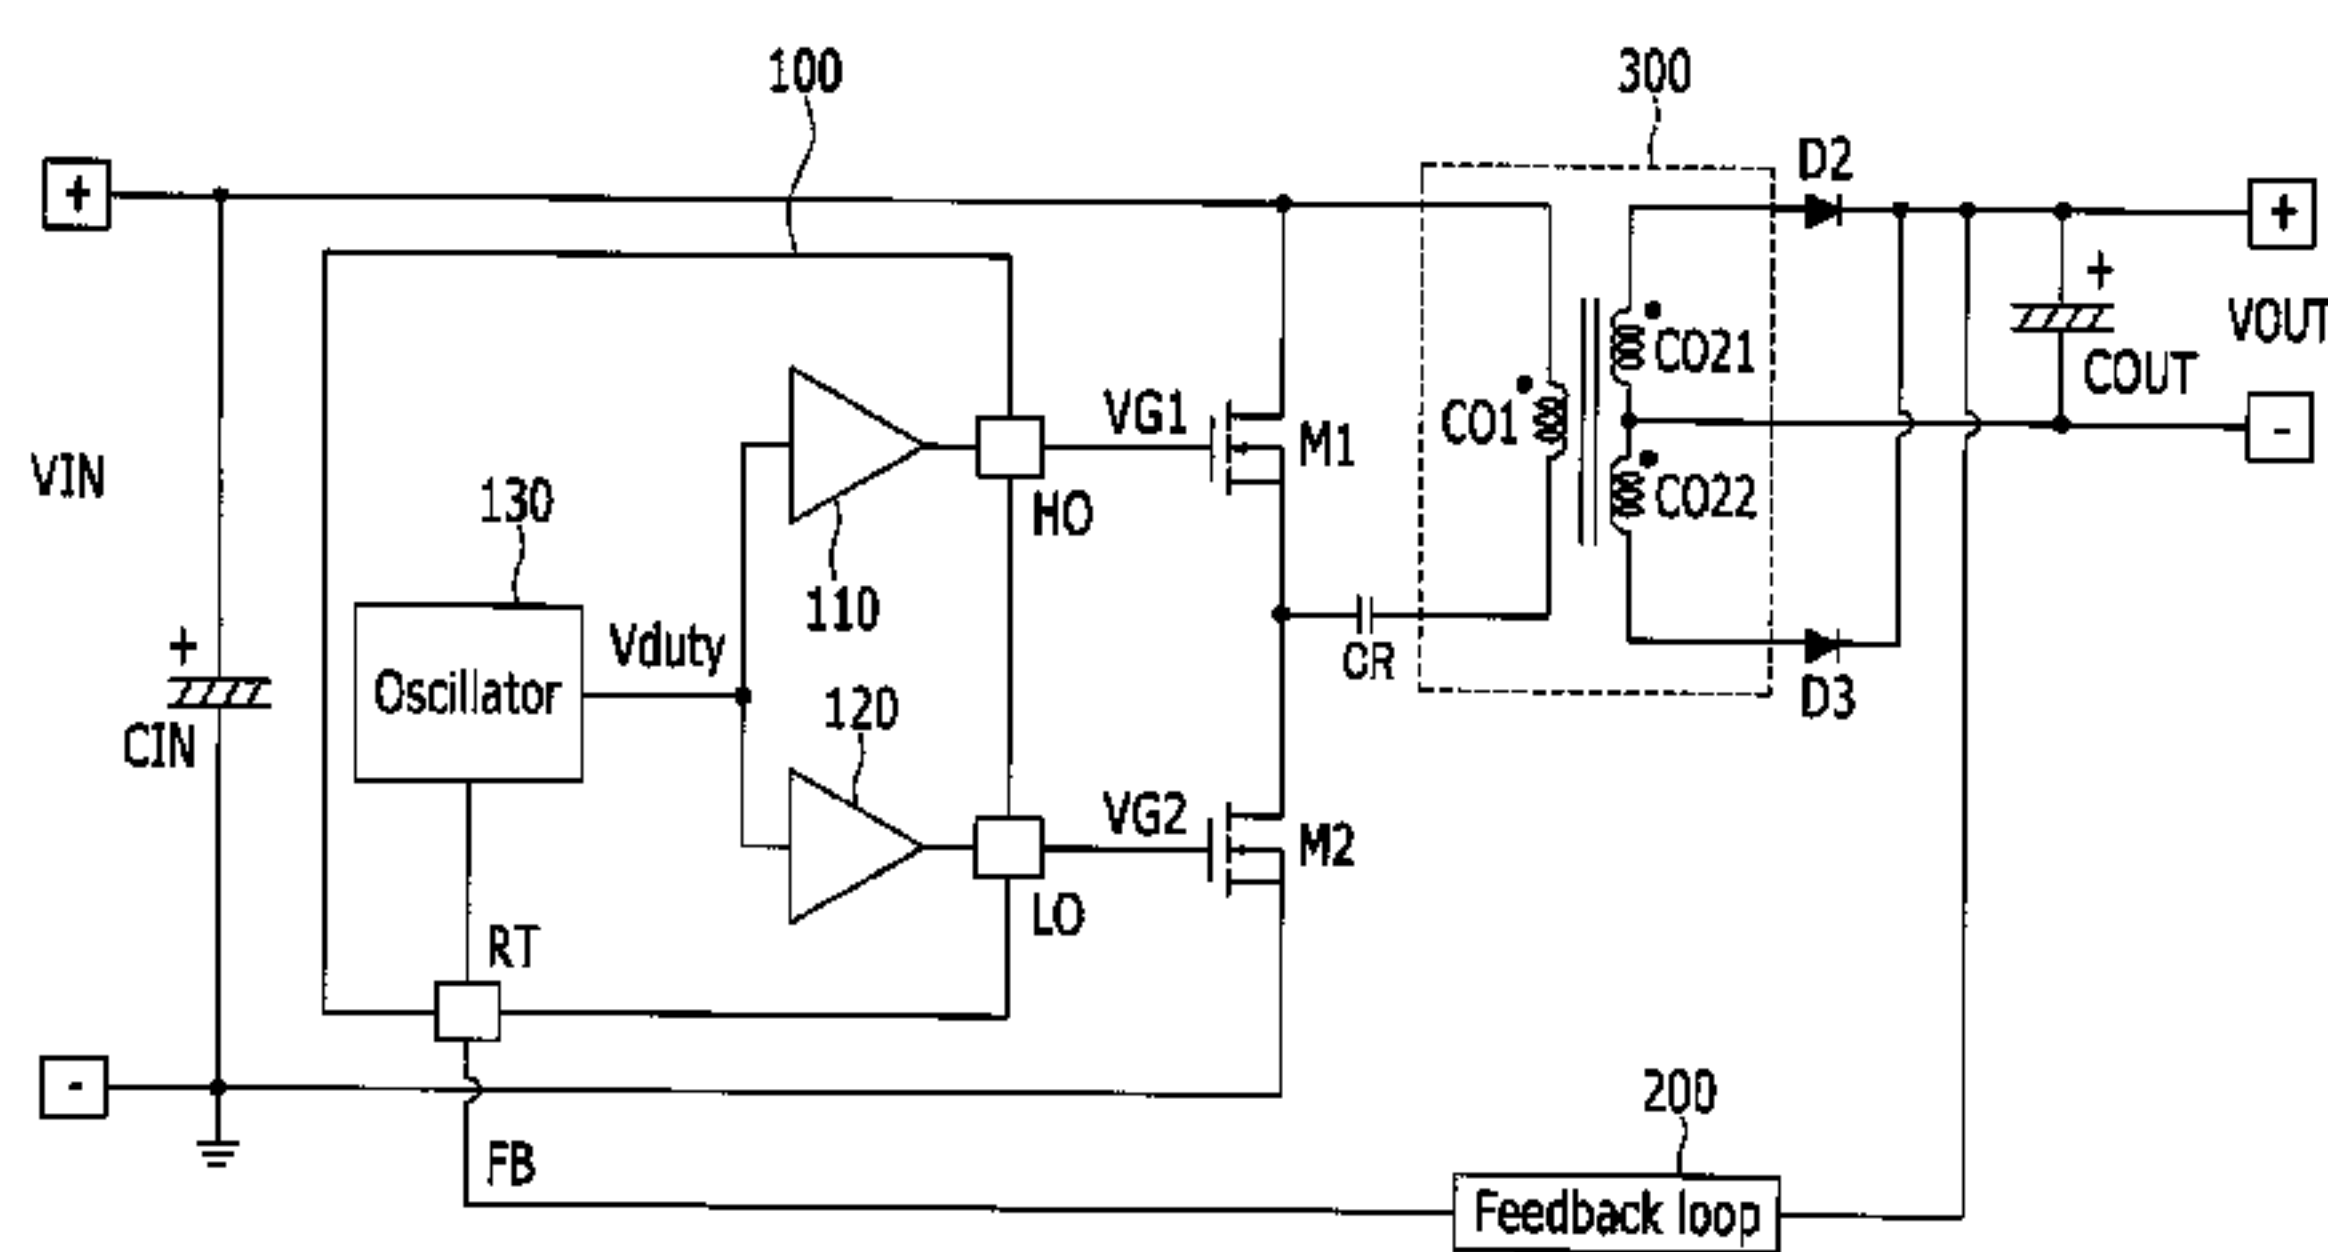 100
300
D2
+
+
+
CO21
VOUT
COUT
VG1
CO1
M1
-
VIN
130
CO22
HO
110
Vduty
+
CR
Oscillator
120
D3
CIN
VG2
M2
LO
RT
-
200
FB
Feedback loop